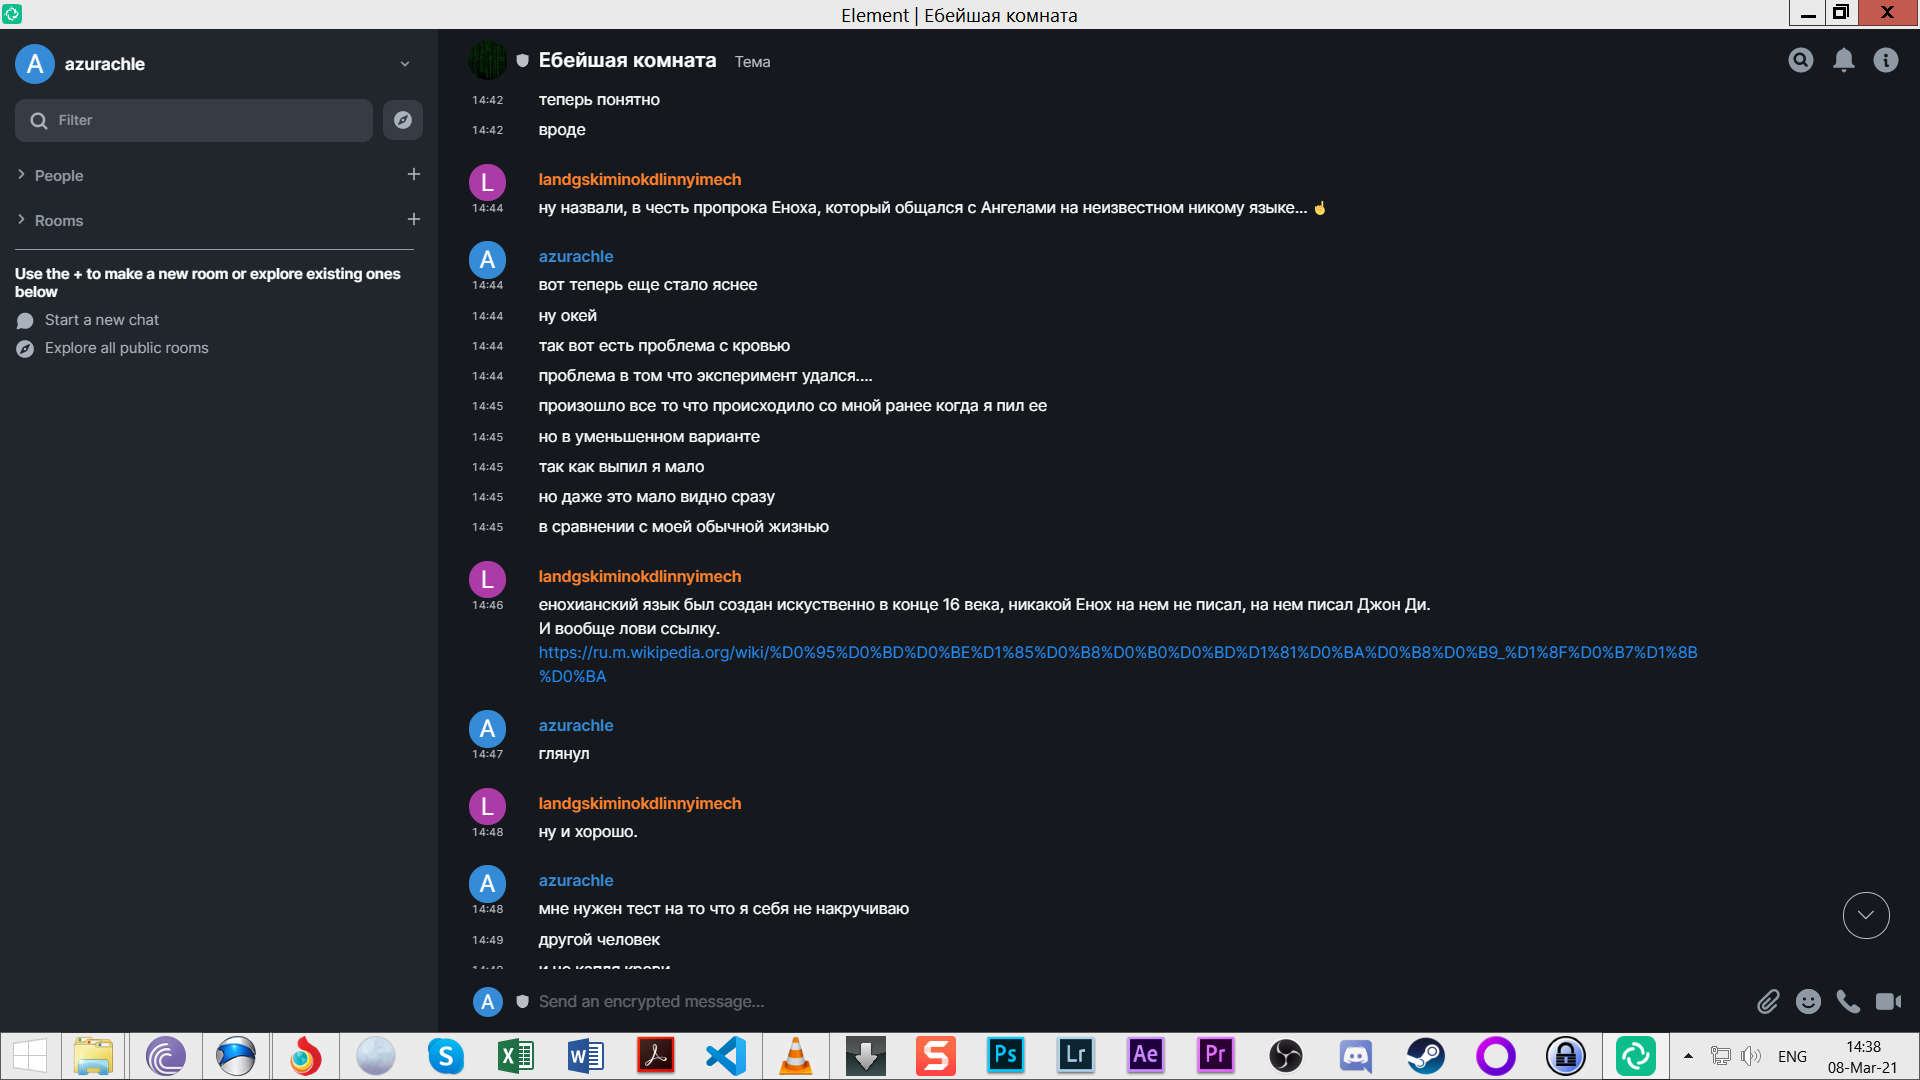 Element | Ебейшая комната
A
azurachle
Filter
People
Rooms
Use the + to make a new room or explore existing ones
below
Start a new chat
Explore all public rooms
Ебейшая комната Тема
14:42 теперь понятно
14:42 вроде
L landgskiminokdlinnyimech
14:44 ну назвали, в честь пропрока Еноха, который общался с Ангелами на неизвестном никому языке... ☝
A azurachle
14:44 вот теперь еще стало яснее
14:44 ну окей
14:44 так вот есть проблема с кровью
14:44 проблема в том что эксперимент удался....
14:45 произошло все то что происходило со мной ранее когда я пил ее
14:45 но в уменьшенном варианте
14:45 так как выпил я мало
14:45 но даже это мало видно сразу
14:45 в сравнении с моей обычной жизнью
L landgskiminokdlinnyimech
14:46 енохианский язык был создан искуственно в конце 16 века, никакой Енох на нем не писал, на нем писал Джон Ди.
И вообще лови ссылку.
https://ru.m.wikipedia.org/wiki/%D0%95%D0%BD%D0%BE%D1%85%D0%B8%D0%B0%D0%BD%D1%81%D0%BA%D0%B8%D0%B9_%D1%8F%D0%B7%D1%8B
%D0%BA
A azurachle
14:47 глянул
L landgskiminokdlinnyimech
14:48 ну и хорошо.
A azurachle
14:48 мне нужен тест на то что я себя не накручиваю
14:49 другой человек
A Send an encrypted message...
S X W S Ps Lr Ae Pr
ENG
14:38
08-Mar-21